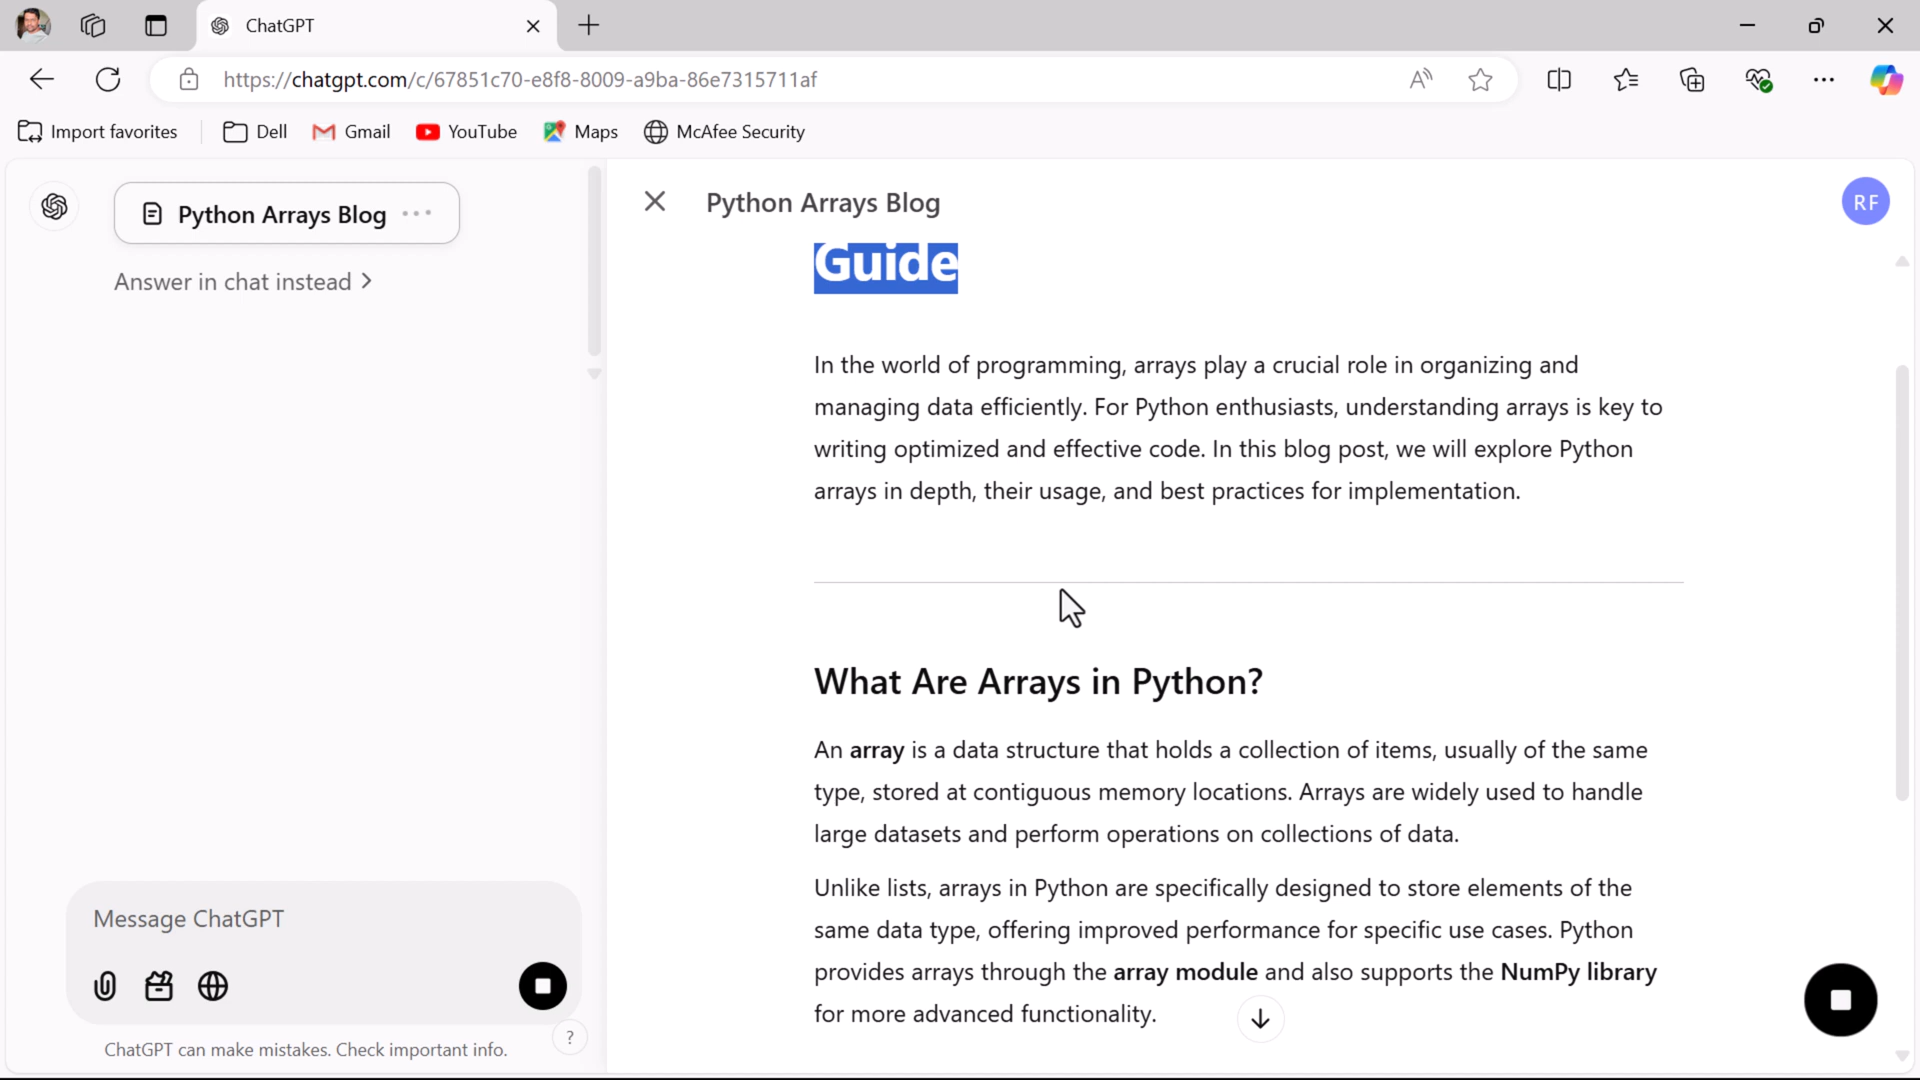 ChatGPT
https://chatgpt.com/c/67851c70-e8f8-8009-a9ba-86e7315711af
Import favorites
Dell
Gmail
YouTube
Maps
McAfee Security
Python Arrays Blog
Answer in chat instead >
Message ChatGPT
ChatGPT can make mistakes. Check important info.
?
Python Arrays Blog
RF
Guide
In the world of programming, arrays play a crucial role in organizing and
managing data efficiently. For Python enthusiasts, understanding arrays is key to
writing optimized and effective code. In this blog post, we will explore Python
arrays in depth, their usage, and best practices for implementation.
What Are Arrays in Python?
An array is a data structure that holds a collection of items, usually of the same
type, stored at contiguous memory locations. Arrays are widely used to handle
large datasets and perform operations on collections of data.
Unlike lists, arrays in Python are specifically designed to store elements of the
same data type, offering improved performance for specific use cases. Python
provides arrays through the array module and also supports the NumPy library
for more advanced functionality.